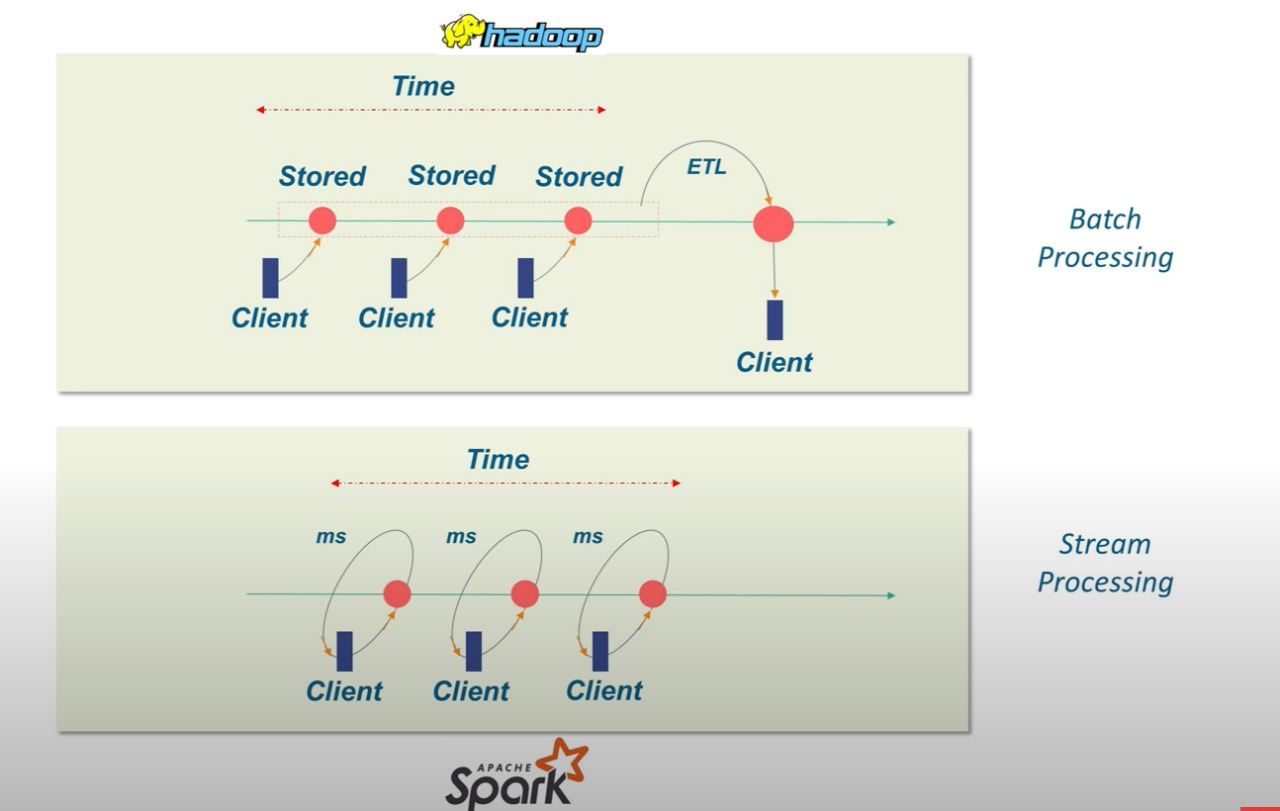 hadoop
Time
Stored Stored Stored
ETL
Client Client Client
Client
Batch
Processing
Time
ms ms ms
Client Client Client
Stream
Processing
APACHE
Spark